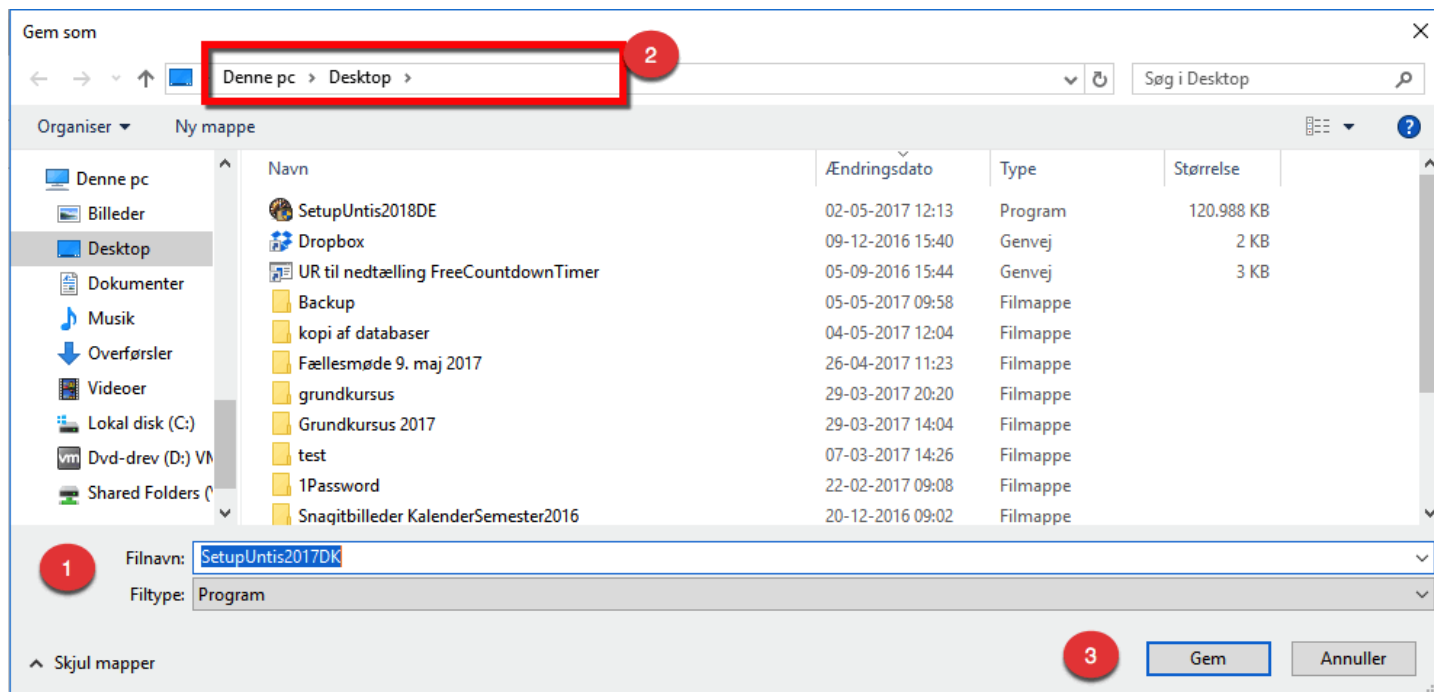 Gem som
2
Denne pc > Desktop >
Søg i Desktop
Organiser
Ny mappe
?
Navn
Ændringsdato
Type
Størrelse
Denne pc
Billeder
Desktop
Dokumenter
Musik
Overførsler
Videoer
Lokal disk (C:)
vm Dvd-drev (D:) VM
Shared Folders (
SetupUntis2018DE 02-05-2017 12:13 Program 120.988 KB
Dropbox 09-12-2016 15:40 Genvej 2 KB
UR til nedtælling FreeCountdownTimer 05-09-2016 15:44 Genvej 3 KB
Backup 05-05-2017 09:58 Filmappe
kopi af databaser 04-05-2017 12:04 Filmappe
Fællesmøde 9. maj 2017 26-04-2017 11:23 Filmappe
grundkursus 29-03-2017 20:20 Filmappe
Grundkursus 2017 29-03-2017 14:04 Filmappe
test 07-03-2017 14:26 Filmappe
1Password 22-02-2017 09:08 Filmappe
Snagitbilleder KalenderSemester2016 20-12-2016 09:02 Filmappe
1
Filnavn: SetupUntis2017DK
Filtype: Program
Skjul mapper
3
Gem
Annuller